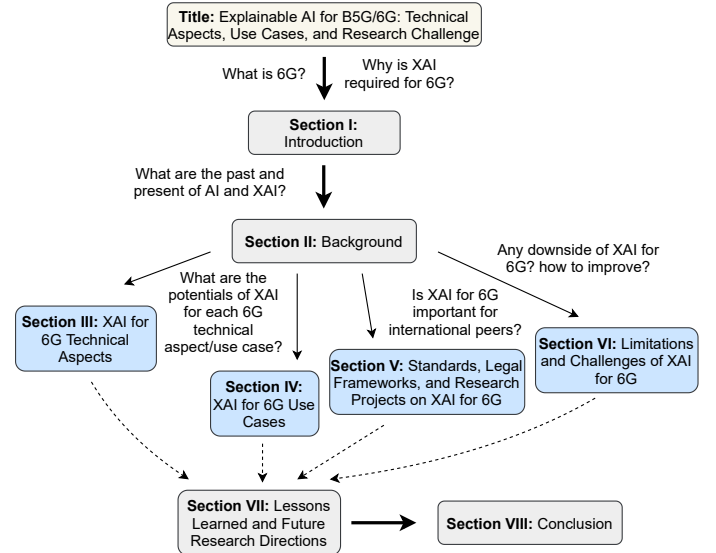 Title: Explainable AI for B5G/6G: Technical
Aspects, Use Cases, and Research Challenge
What is 6G?
Why is XAI
required for 6G?
Section I:
Introduction
What are the past and
present of AI and XAI?
Section II: Background
Any downside of XAI for
6G? how to improve?
What are the
potentials of XAI
for each 6G
technical
aspect/use case?
Is XAI for 6G
important for
international peers?
Section III: XAI for
6G Technical
Aspects
Section IV:
XAI for 6G Use
Cases
Section V: Standards, Legal
Frameworks, and Research
Projects on XAI for 6G
Section VI: Limitations
and Challenges of XAI
for 6G
Section VII: Lessons
Learned and Future
Research Directions
Section VIII: Conclusion